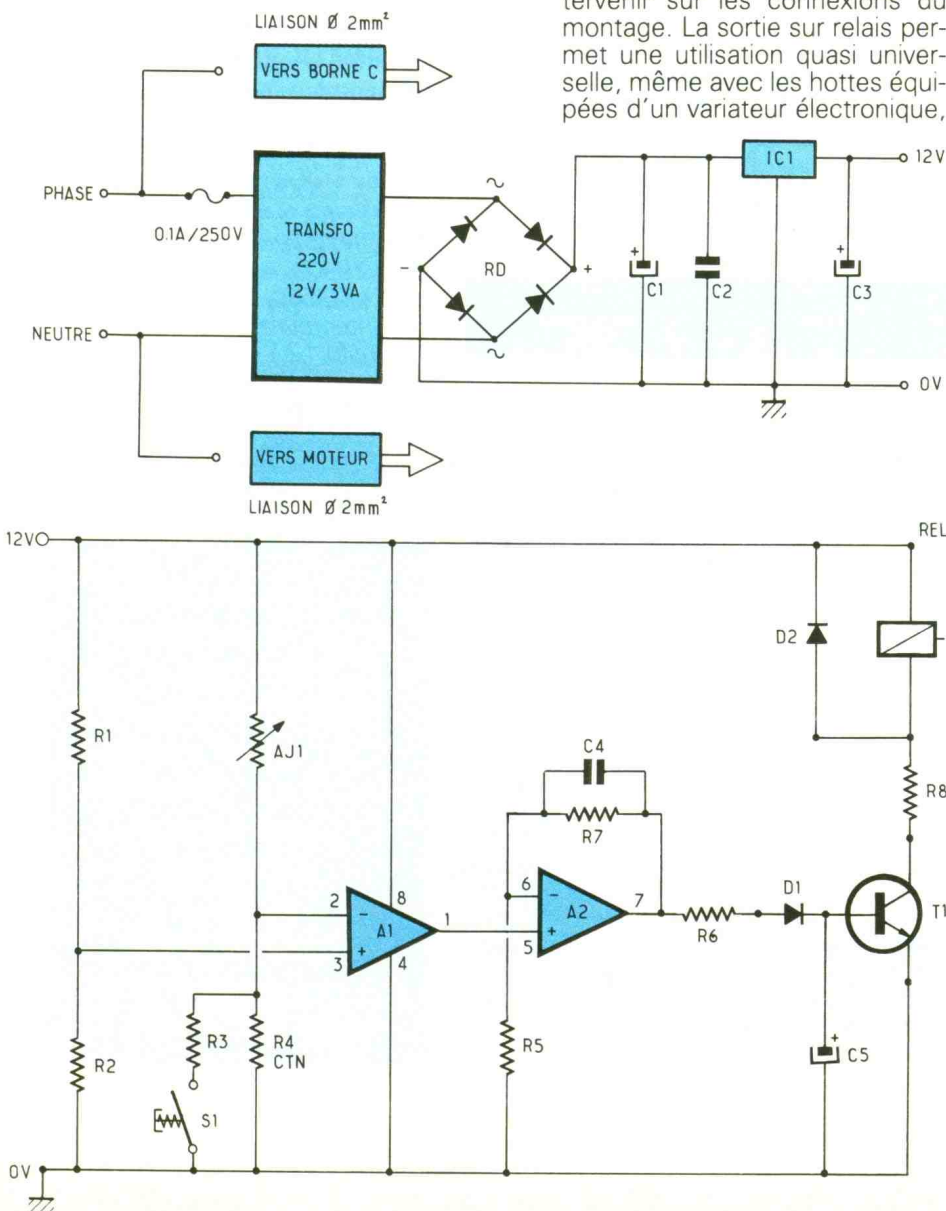 tervenir sur les connexions du
montage. La sortie sur relais per-
met une utilisation quasi univer-
selle, même avec les hottes équi-
pées d'un variateur électronique,
LIAISON Ø 2mm²
VERS BORNE C
PHASE
0.1A/250V
TRANSFO
220V
12V/3VA
NEUTRE
VERS MOTEUR
LIAISON Ø 2mm²
~
-
RD
+
~
+
C1
C2
IC1
+
C3
12V
0V
12V
R1
R2
AJ1
R3
S1
R4
CTN
2
-
3
+
A1
8
4
1
C4
R7
6
-
5
+
A2
7
R5
R6
D1
+
C5
D2
REL
R8
T1
0V